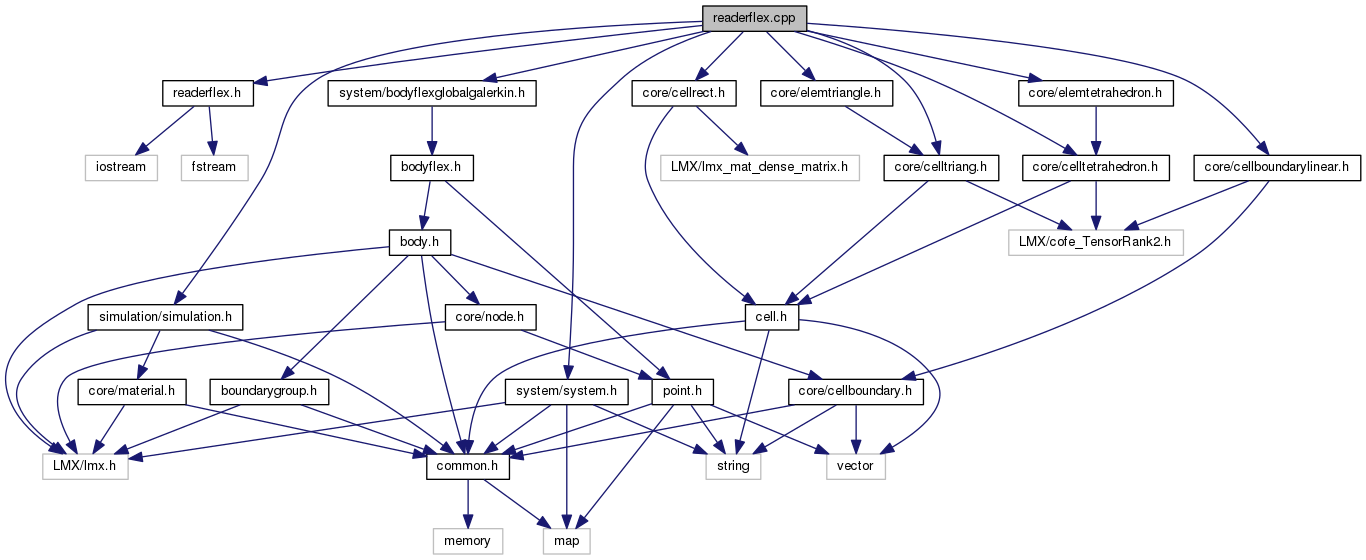 readerflex.cpp
readerflex.h
system/bodyflexglobalgalerkin.h
core/cellrect.h
core/elemtriangle.h
core/elemtetrahedron.h
iostream
fstream
bodyflex.h
LMX/lmx_mat_dense_matrix.h
core/celltriang.h
core/celltetrahedron.h
core/cellboundarylinear.h
body.h
LMX/cofe_TensorRank2.h
simulation/simulation.h
core/node.h
cell.h
core/material.h
boundarygroup.h
system/system.h
point.h
core/cellboundary.h
LMX/lmx.h
common.h
string
vector
memory
map